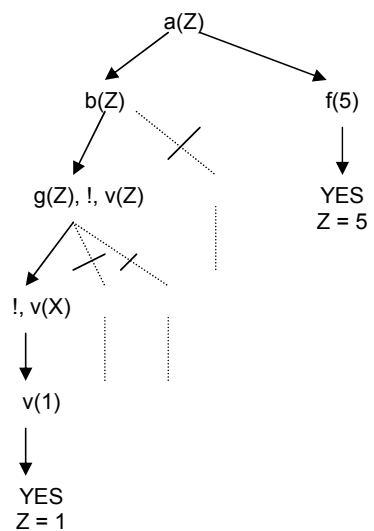 a(Z)
b(Z)
f(5)
g(Z), !, v(Z)
YES
Z = 5
!, v(X)
v(1)
YES
Z = 1